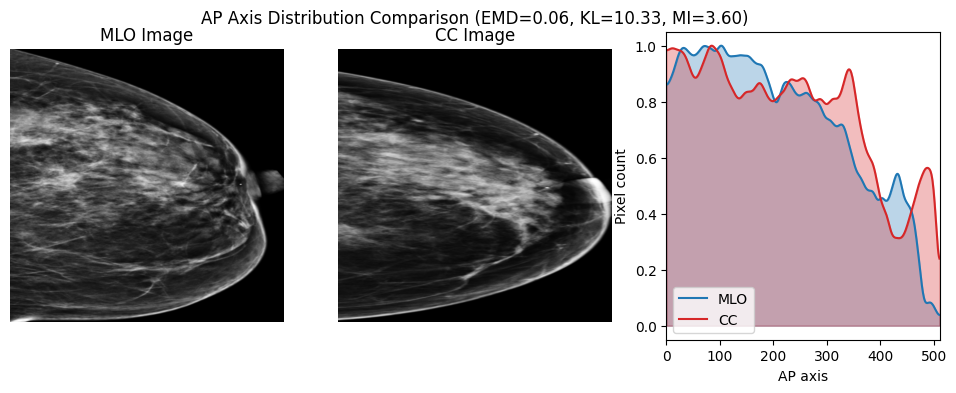 AP Axis Distribution Comparison (EMD=0.06, KL=10.33, MI=3.60)
MLO Image
CC Image
Pixel count
1.0
0.8
0.6
0.4
0.2
0.0
MLO
CC
0 100 200 300 400 500
AP axis